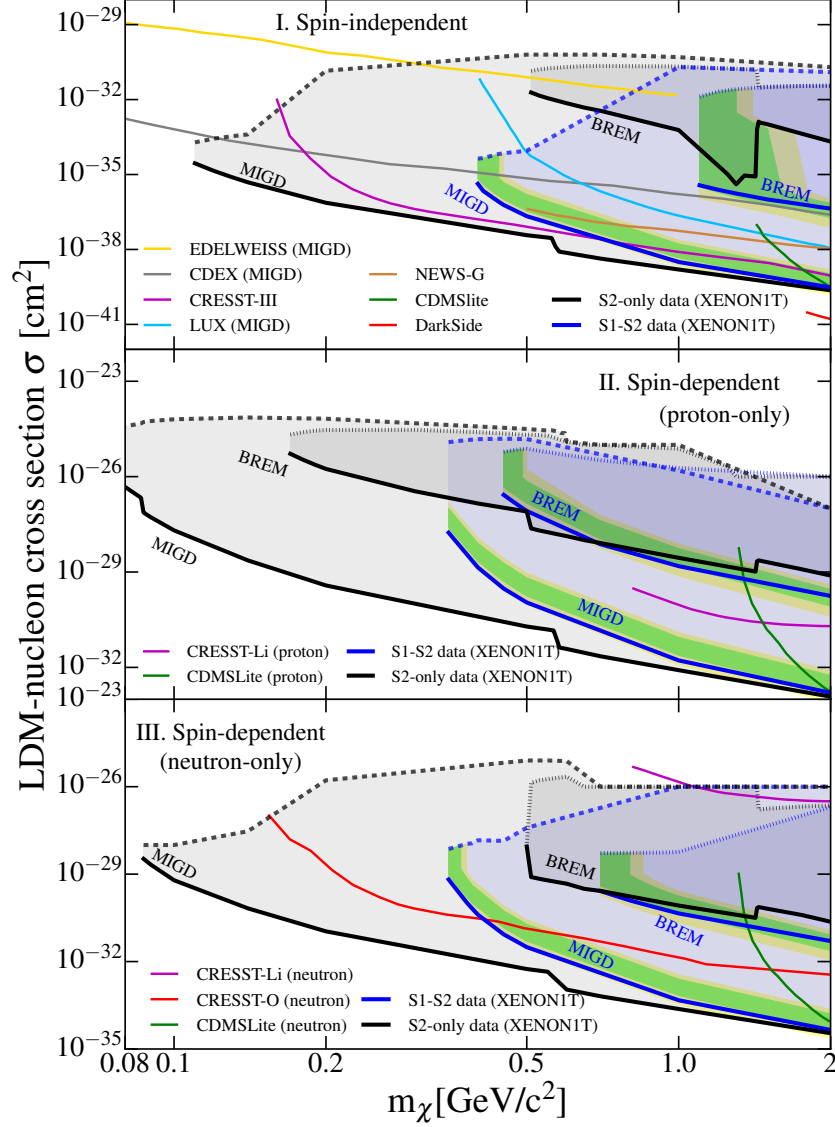 LDM-nucleon cross section σ [cm²]
10⁻²⁹
10⁻³²
10⁻³⁵
10⁻³⁸
10⁻⁴¹
I. Spin-independent
MIGD
BREM
MIGD
BREM
EDELWEISS (MIGD)
CDEX (MIGD)
CRESST-III
LUX (MIGD)
NEWS-G
CDMSlite
DarkSide
S2-only data (XENON1T)
S1-S2 data (XENON1T)
10⁻²³
10⁻²⁶
10⁻²⁹
10⁻³²
II. Spin-dependent
(proton-only)
BREM
MIGD
BREM
MIGD
CRESST-Li (proton)
CDMSLite (proton)
S1-S2 data (XENON1T)
S2-only data (XENON1T)
10⁻²³
10⁻²⁶
10⁻²⁹
10⁻³²
10⁻³⁵
III. Spin-dependent
(neutron-only)
MIGD
BREM
BREM
MIGD
CRESST-Li (neutron)
CRESST-O (neutron)
CDMSLite (neutron)
S1-S2 data (XENON1T)
S2-only data (XENON1T)
0.08 0.1 0.2 0.5 1.0 2
mχ[GeV/c²]